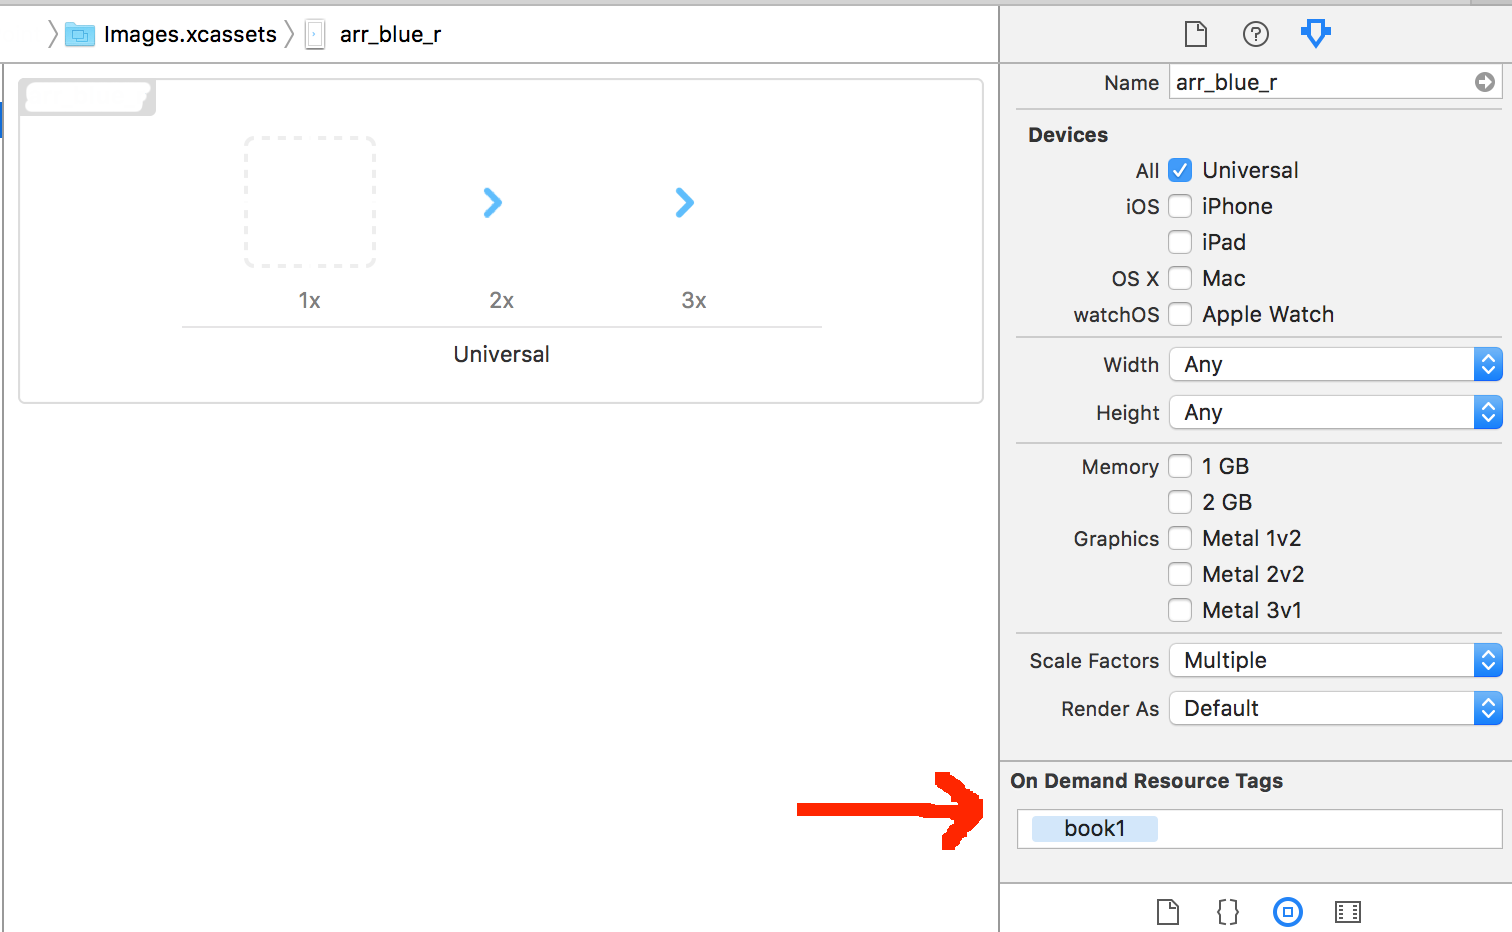 Images.xcassets arr_blue_r
1x 2x 3x
Universal
Name arr_blue_r
Devices
All Universal
iOS iPhone
iPad
OS X Mac
watchOS Apple Watch
Width Any
Height Any
Memory 1 GB
2 GB
Graphics Metal 1v2
Metal 2v2
Metal 3v1
Scale Factors Multiple
Render As Default
On Demand Resource Tags
book1